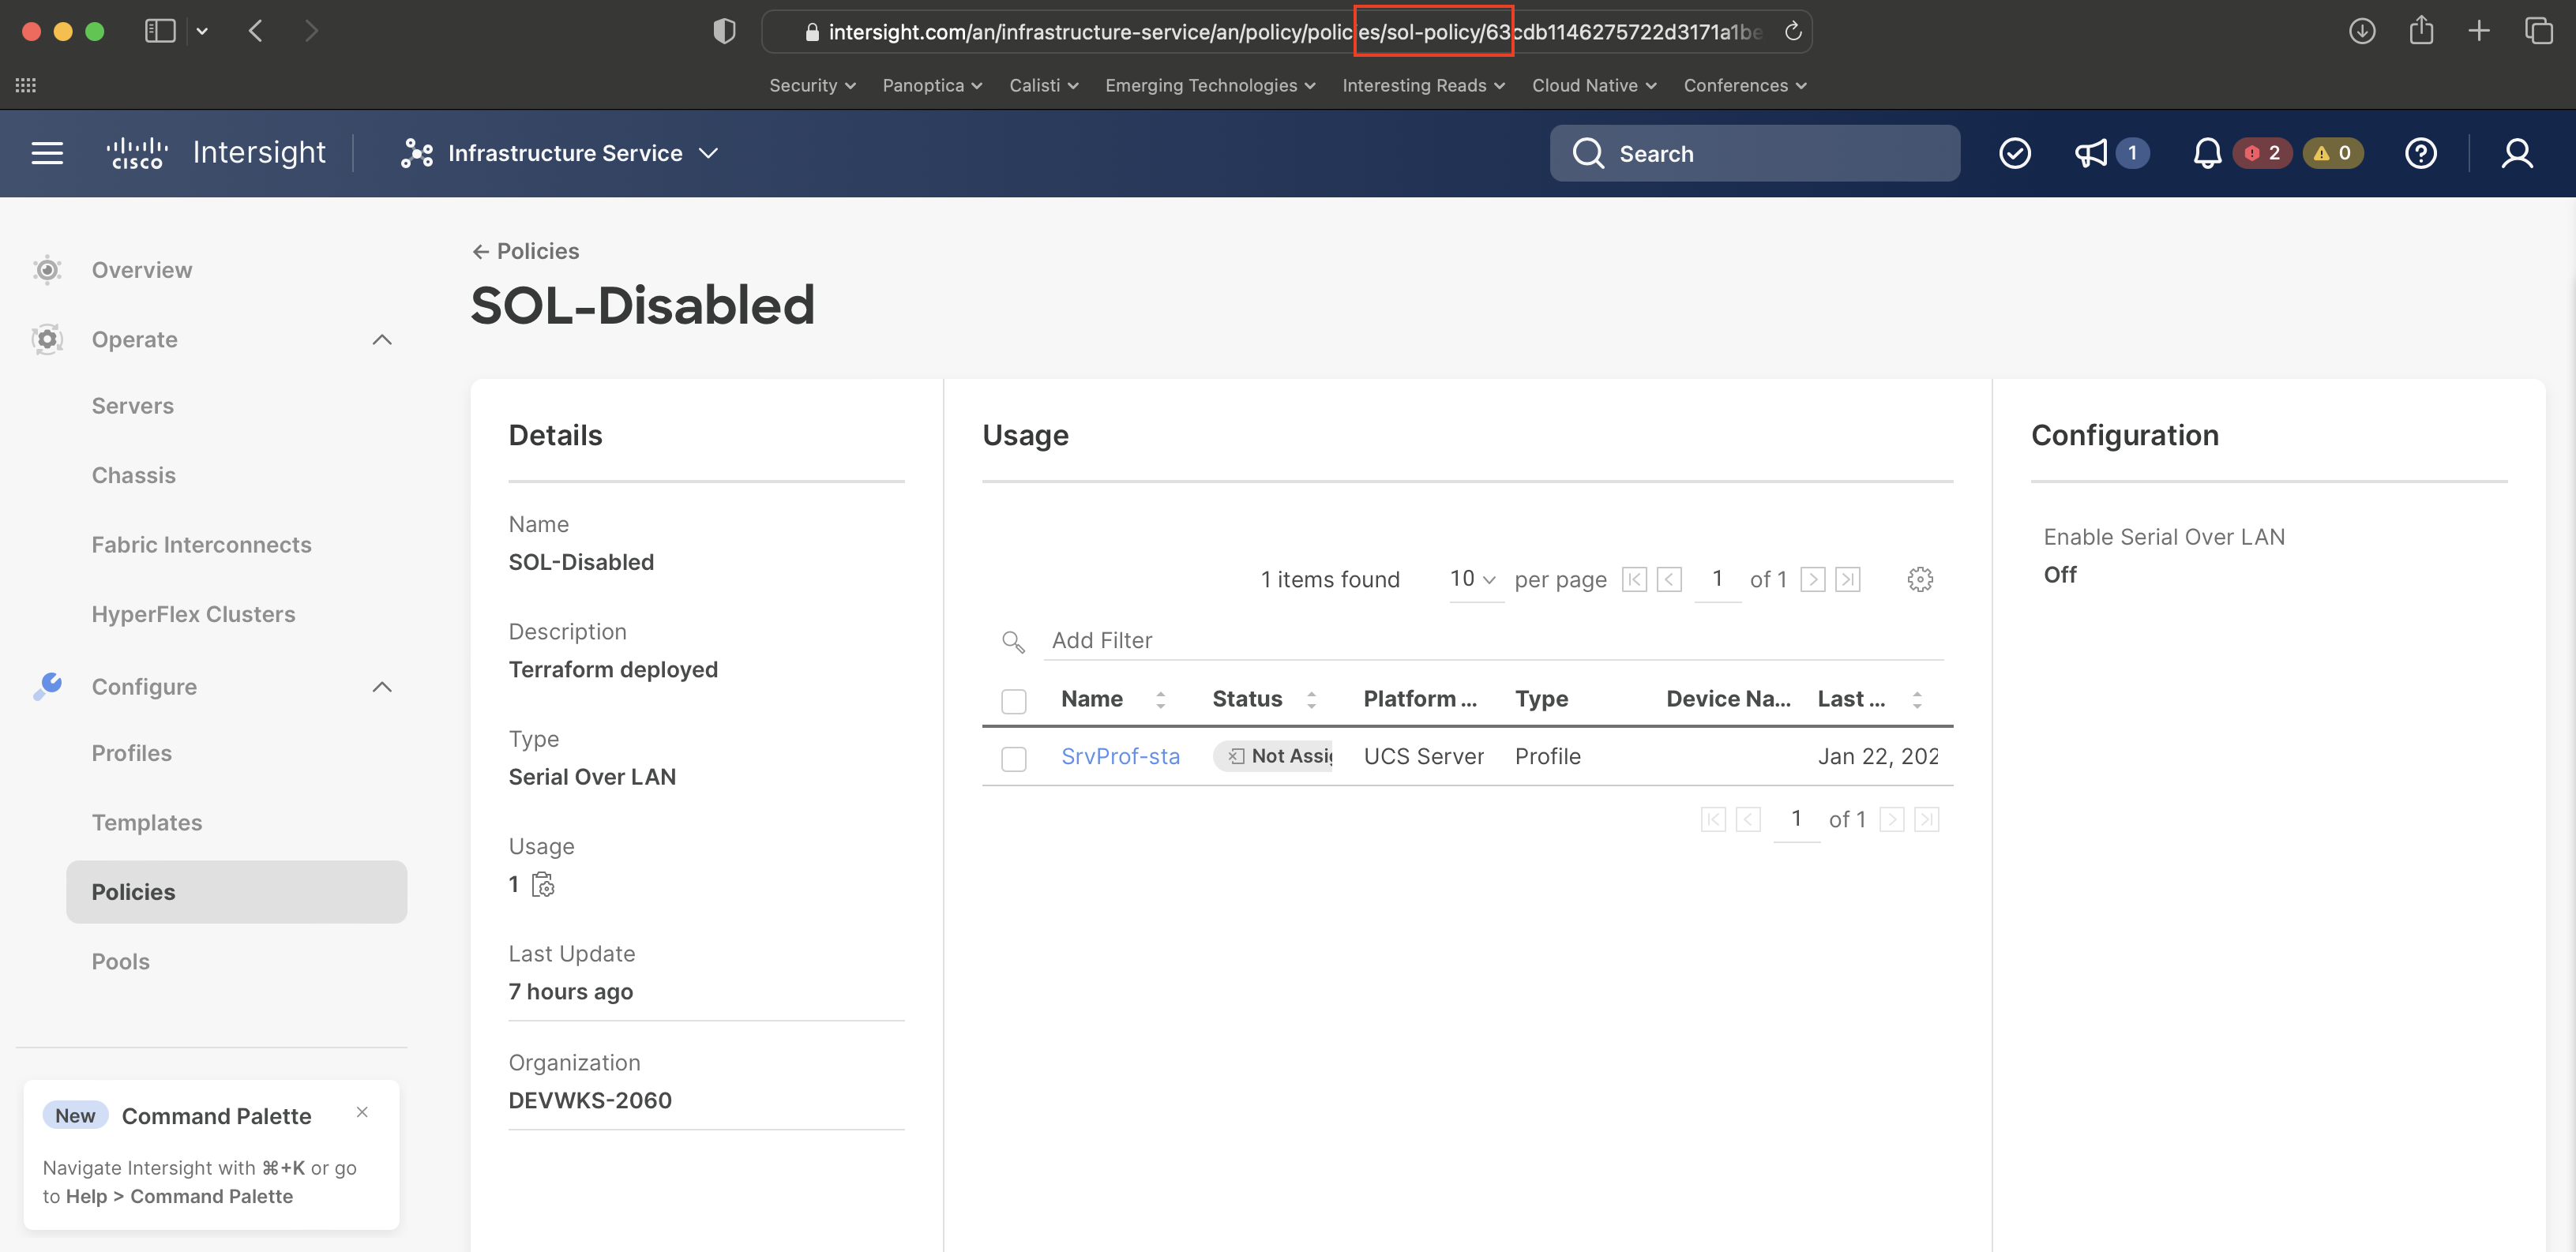 intersight.com/an/infrastructure-service/an/policy/policies/sol-policy/63cdb1146275722d3171a1be
Security Panoptica Calisti Emerging Technologies Interesting Reads Cloud Native Conferences
CISCO Intersight Infrastructure Service Search 1 2 0
Overview
Operate
Servers
Chassis
Fabric Interconnects
HyperFlex Clusters
Configure
Profiles
Templates
Policies
Pools
New Command Palette
Navigate Intersight with ⌘+K or go
to Help > Command Palette
← Policies
SOL-Disabled
Details
Name
SOL-Disabled
Description
Terraform deployed
Type
Serial Over LAN
Usage
1
Last Update
7 hours ago
Organization
DEVWKS-2060
Usage
1 items found 10 per page 1 of 1
Add Filter
Name Status Platform ... Type Device Na... Last ...
SrvProf-sta Not Assig UCS Server Profile Jan 22, 202
1 of 1
Configuration
Enable Serial Over LAN
Off